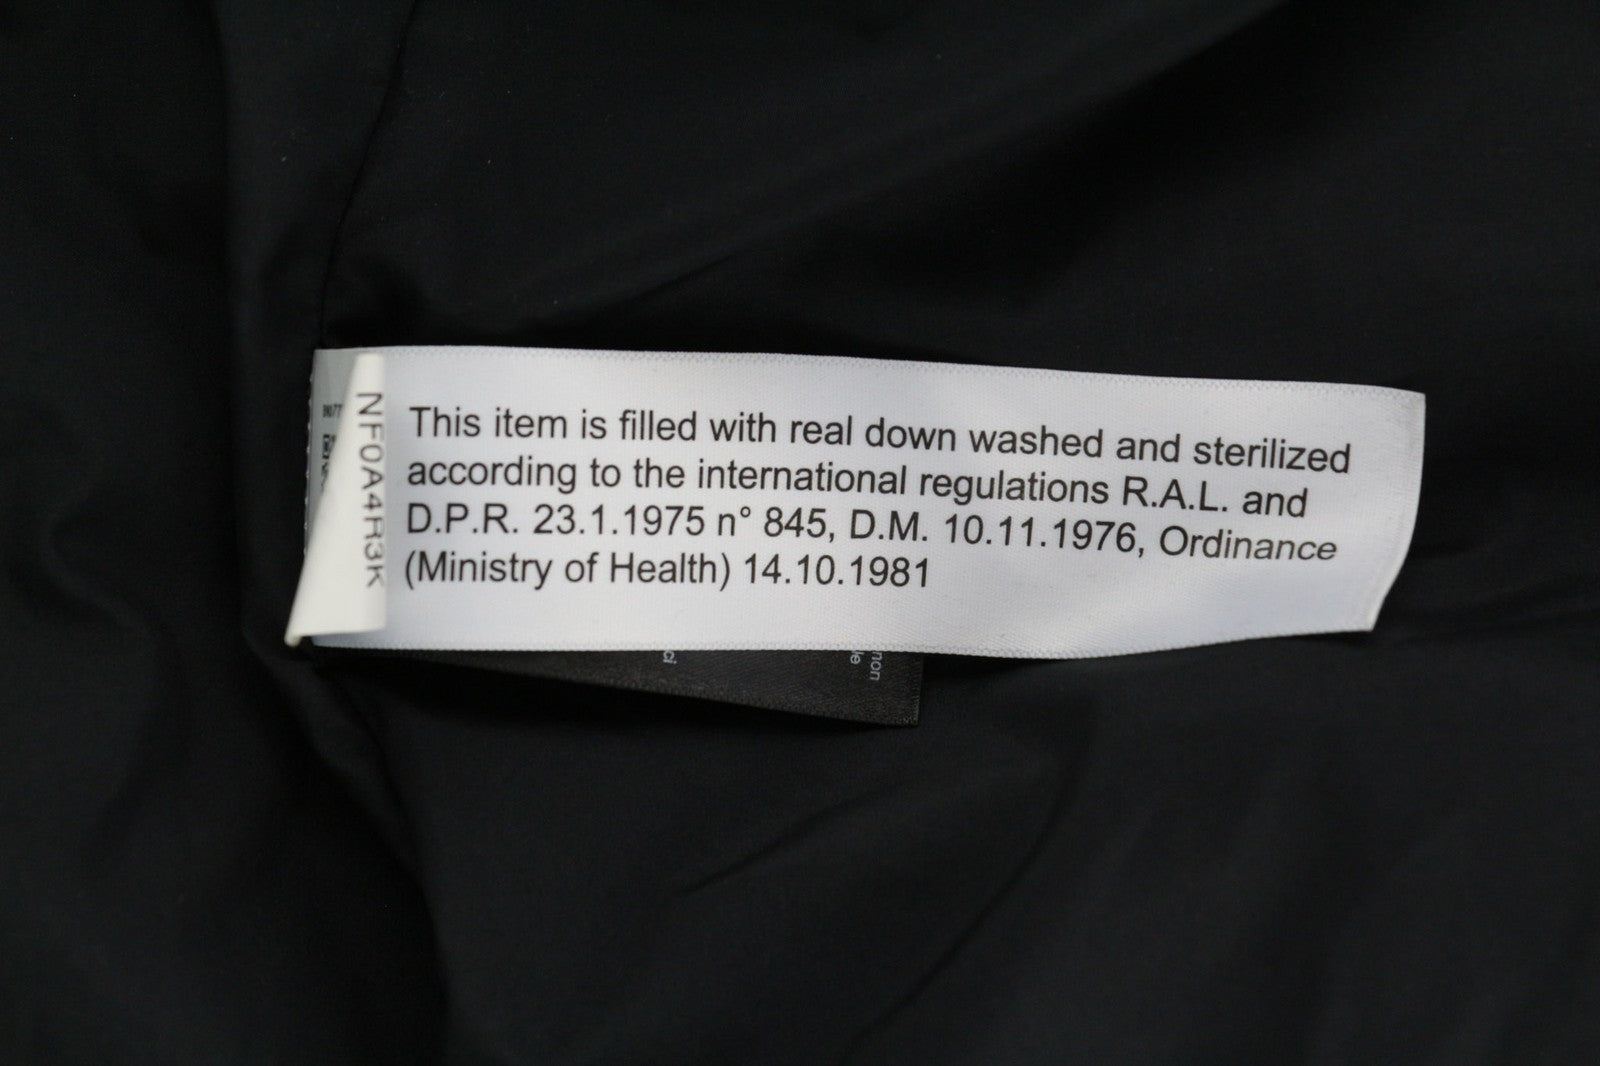 NF0A4R3K
This item is filled with real down washed and sterilized
according to the international regulations R.A.L. and
D.P.R. 23.1.1975 n° 845, D.M. 10.11.1976, Ordinance
(Ministry of Health) 14.10.1981
non